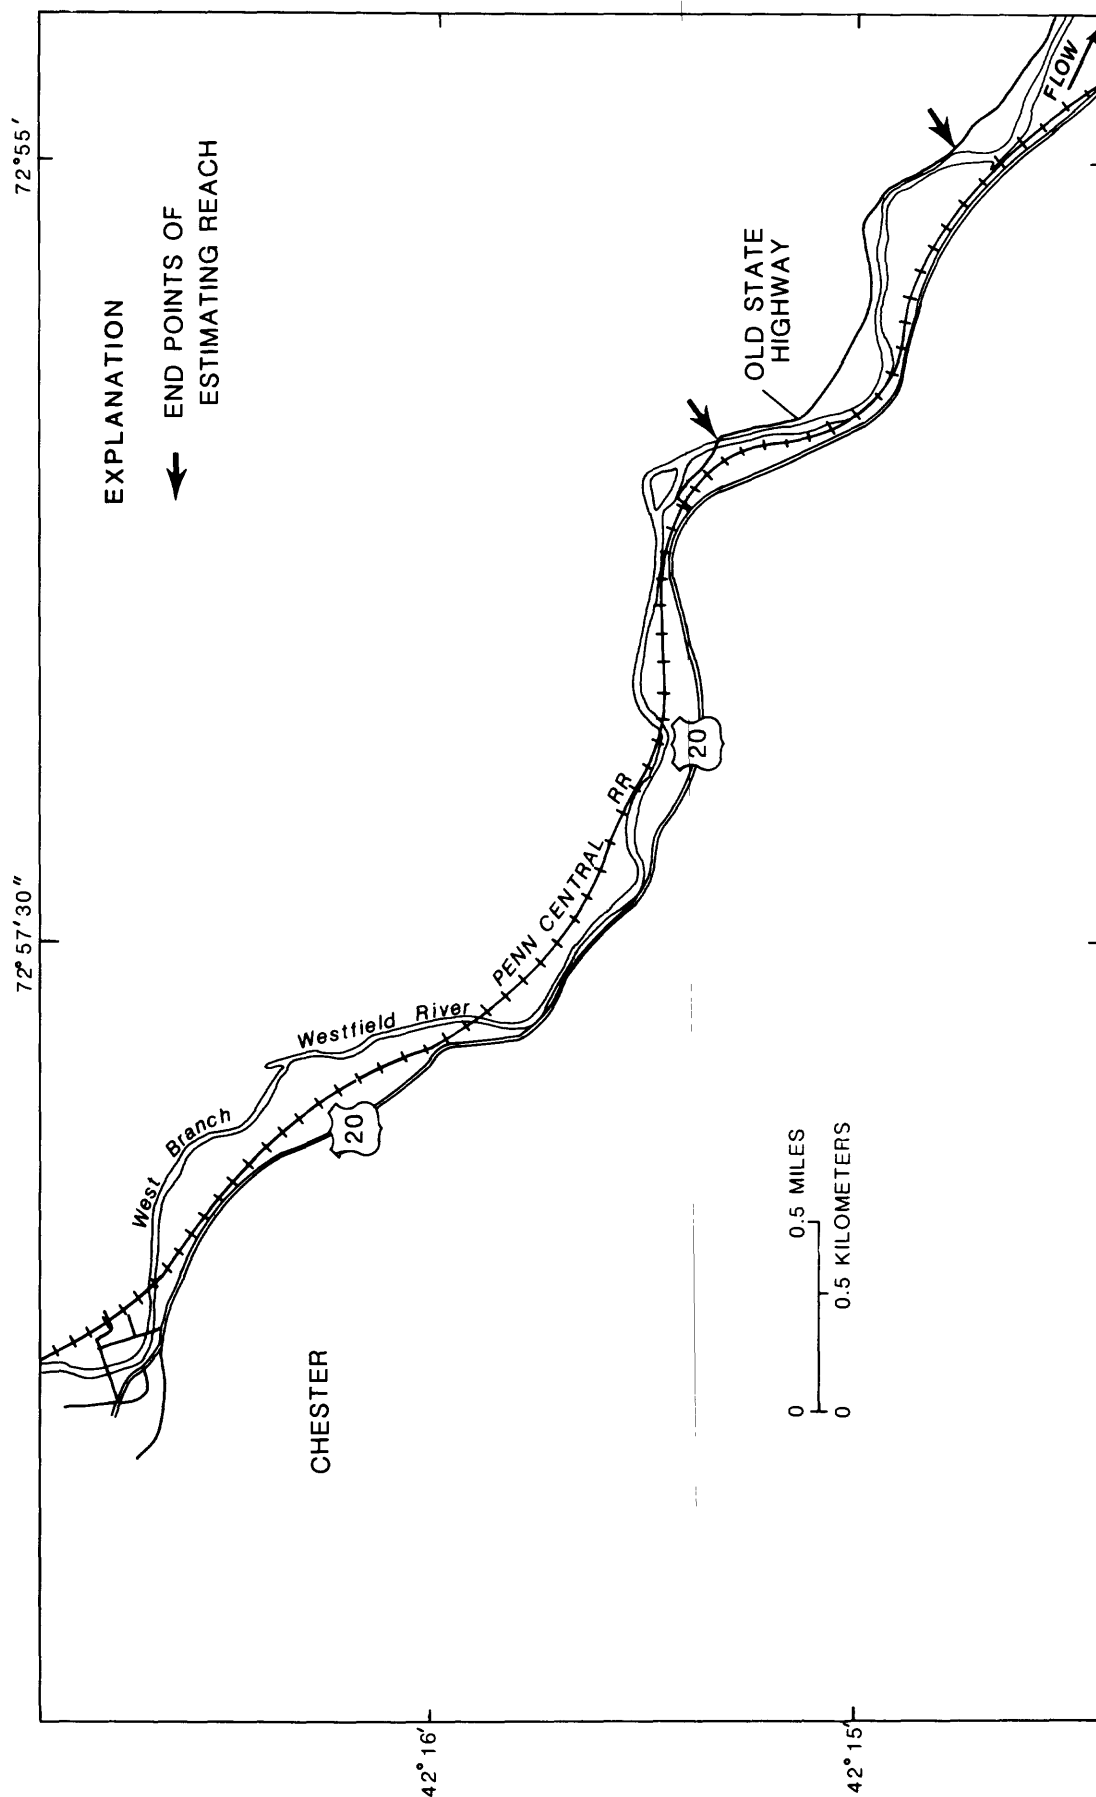 72°55'
72°57'30"
EXPLANATION
END POINTS OF
ESTIMATING REACH
FLOW
OLD STATE
HIGHWAY
20
PENN CENTRAL RR
Westfield River
West Branch
20
CHESTER
0 0.5 MILES
0 0.5 KILOMETERS
42°16'
42°15'